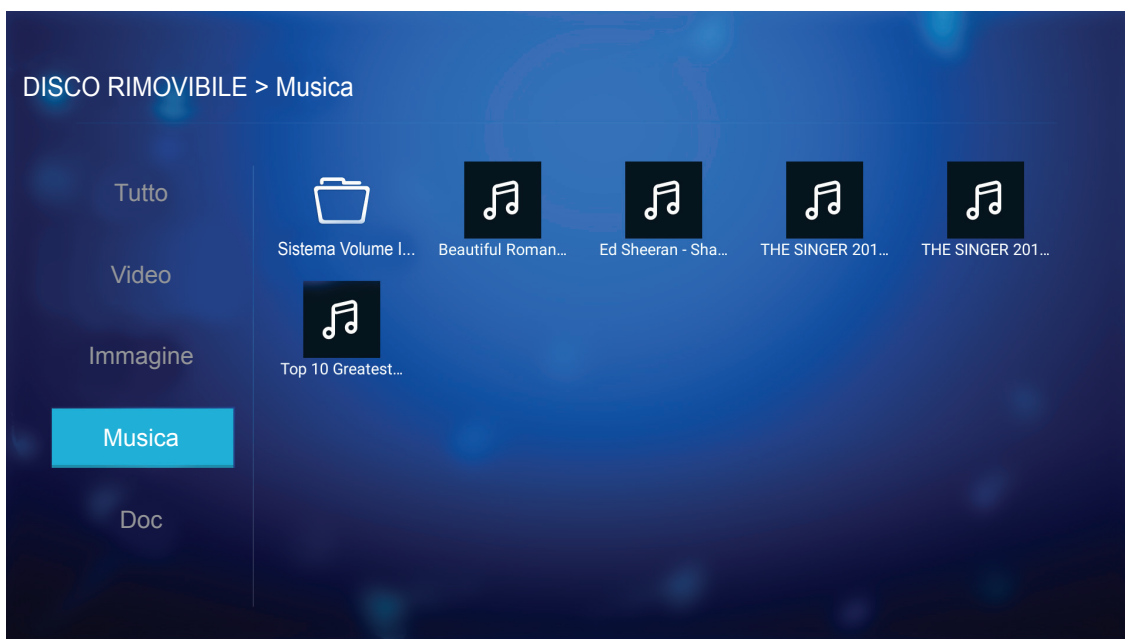 DISCO RIMOVIBILE > Musica
Tutto
Video
Immagine
Musica
Doc
Sistema Volume I...
Beautiful Roman...
Ed Sheeran - Sha...
THE SINGER 201...
THE SINGER 201...
Top 10 Greatest...